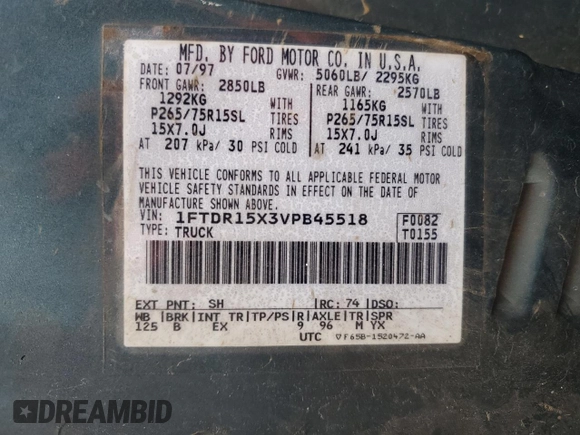 MFD. BY FORD MOTOR CO. IN U.S.A.
DATE: 07/97 GVWR: 5060LB/ 2295KG
FRONT GAWR: 2850LB REAR GAWR: 2570LB
1292KG WITH 1165KG WITH
P265/75R15SL TIRES P265/75R15SL TIRES
15X7.0J RIMS 15X7.0J RIMS
AT 207 kPa/ 30 PSI COLD AT 241 kPa/ 35 PSI COLD
THIS VEHICLE CONFORMS TO ALL APPLICABLE FEDERAL MOTOR
VEHICLE SAFETY STANDARDS IN EFFECT ON THE DATE OF
MANUFACTURE SHOWN ABOVE.
VIN: 1FTDR15X3VPB45518 F0082
TYPE: TRUCK T0155
EXT PNT: SH RC: 74 DSO:
WB BRK INT TR TP/PS R AXLE TR SPR
125 B EX 9 96 M YX
UTC ▽F65B-1520472-AA
DREAMBID